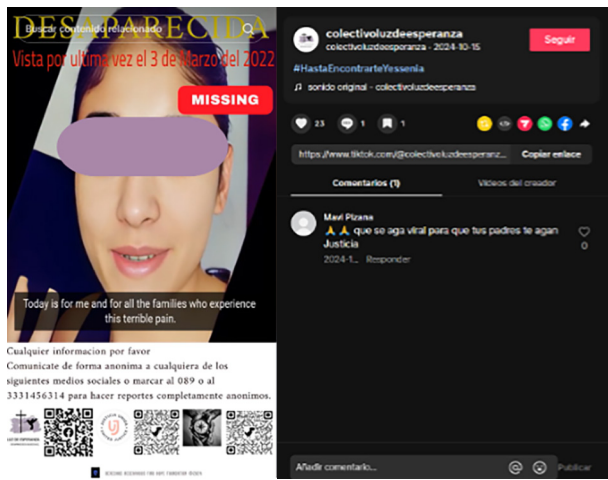 DESAPARECIDA
Buscar contenido relacionado
Vista por ultima vez el 3 de Marzo del 2022
MISSING
Today is for me and for all the families who experience
this terrible pain.
Cualquier informacion por favor
Comunicate de forma anonima a cualquiera de los
siguientes medios sociales o marcar al 089 o al
3331456314 para hacer reportes completamente anonimos.
colectivoluzdeesperanza
colectivoluzdeesperanza · 2024-10-15
Seguir
#HastaEncontrarteYessenia
sonido original - colectivoluzdeesperanza
23
1
1
https://www.tiktok.com/@colectivoluzdeesperanz...
Copiar enlace
Comentarios (1)
Videos del creador
Mavi Pizana
🙏 🙏 que se aga viral para que tus padres te agan
Justicia
2024-1... Responder
0
Añadir comentario...
Publicar